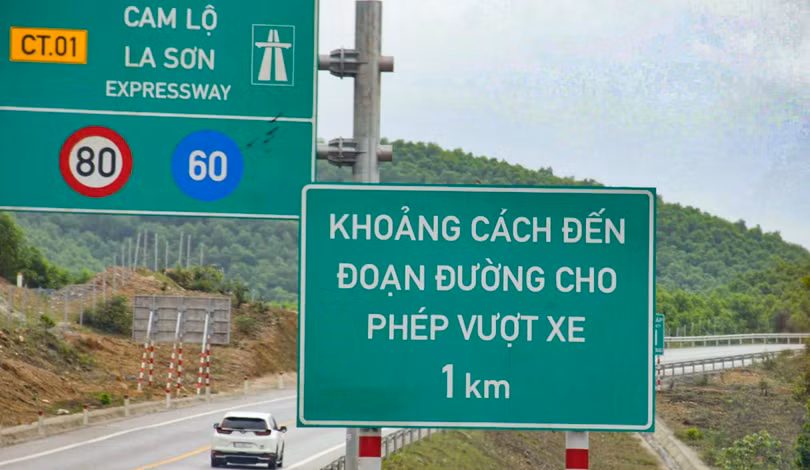 CT.01
CAM LỘ
LA SƠN
EXPRESSWAY
80
60
KHOẢNG CÁCH ĐẾN
ĐOẠN ĐƯỜNG CHO
PHÉP VƯỢT XE
1 km